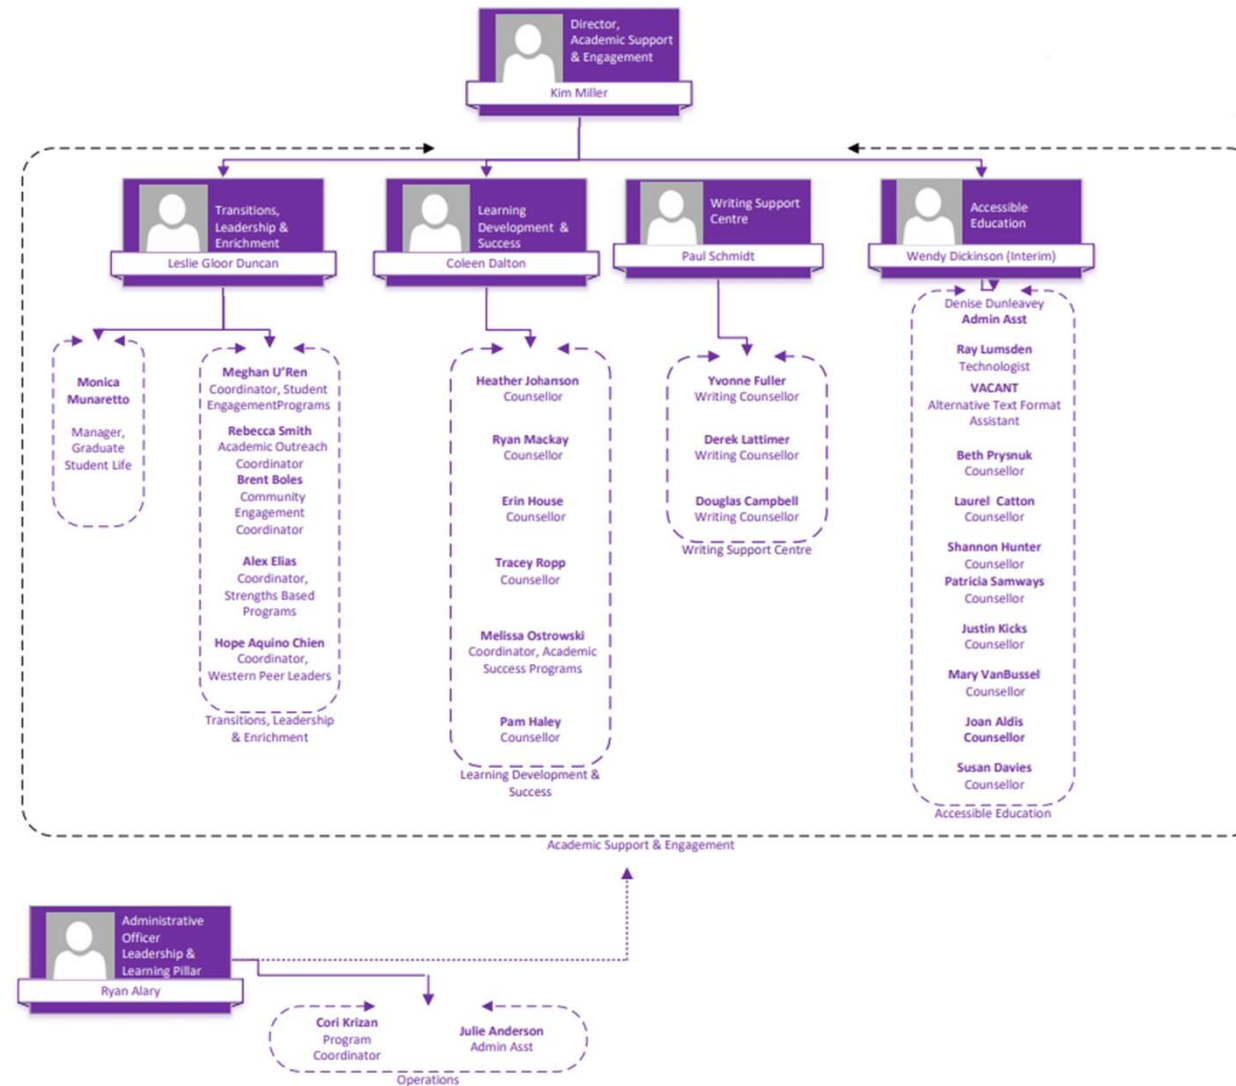 Director,
Academic Support
& Engagement
Kim Miller
Transitions,
Leadership &
Enrichment
Leslie Gloor Duncan
Learning
Development &
Success
Coleen Dalton
Writing Support
Centre
Paul Schmidt
Accessible
Education
Wendy Dickinson (Interim)
Monica
Munaretto
Manager,
Graduate
Student Life
Meghan U'Ren
Coordinator, Student
EngagementPrograms
Rebecca Smith
Academic Outreach
Coordinator
Brent Boles
Community
Engagement
Coordinator
Alex Elias
Coordinator,
Strengths Based
Programs
Hope Aquino Chien
Coordinator,
Western Peer Leaders
Transitions, Leadership
& Enrichment
Heather Johanson
Counsellor
Ryan Mackay
Counsellor
Erin House
Counsellor
Tracey Ropp
Counsellor
Melissa Ostrowski
Coordinator, Academic
Success Programs
Pam Haley
Counsellor
Learning Development &
Success
Yvonne Fuller
Writing Counsellor
Derek Lattimer
Writing Counsellor
Douglas Campbell
Writing Counsellor
Writing Support Centre
Denise Dunleavey
Admin Asst
Ray Lumsden
Technologist
VACANT
Alternative Text Format
Assistant
Beth Prysnuk
Counsellor
Laurel Catton
Counsellor
Shannon Hunter
Counsellor
Patricia Samways
Counsellor
Justin Kicks
Counsellor
Mary VanBussel
Counsellor
Joan Aldis
Counsellor
Susan Davies
Counsellor
Accessible Education
Academic Support & Engagement
Administrative
Officer
Leadership &
Learning Pillar
Ryan Alary
Cori Krizan
Program
Coordinator
Julie Anderson
Admin Asst
Operations